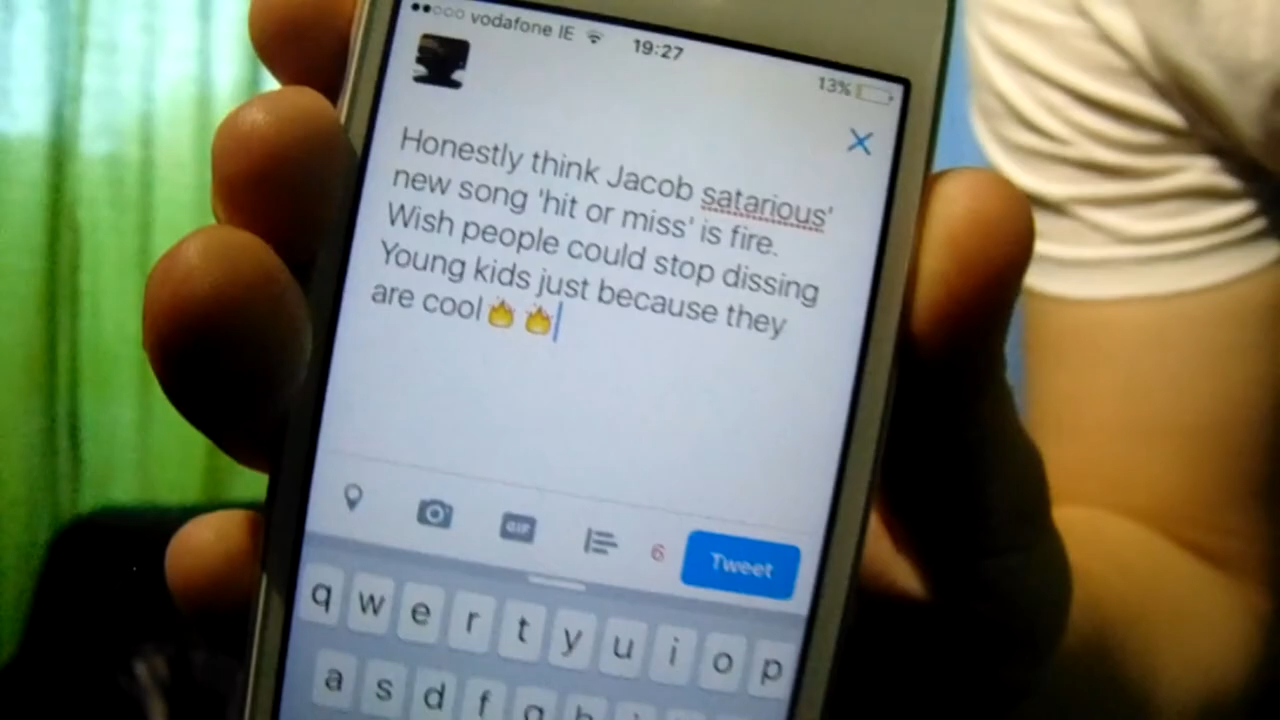 vodafone IE 19:27 13%
Honestly think Jacob satarious'
new song 'hit or miss' is fire.
Wish people could stop dissing
Young kids just because they
are cool🔥🔥
GIF 6 Tweet
q w e r t y u i o p
a s d f g h